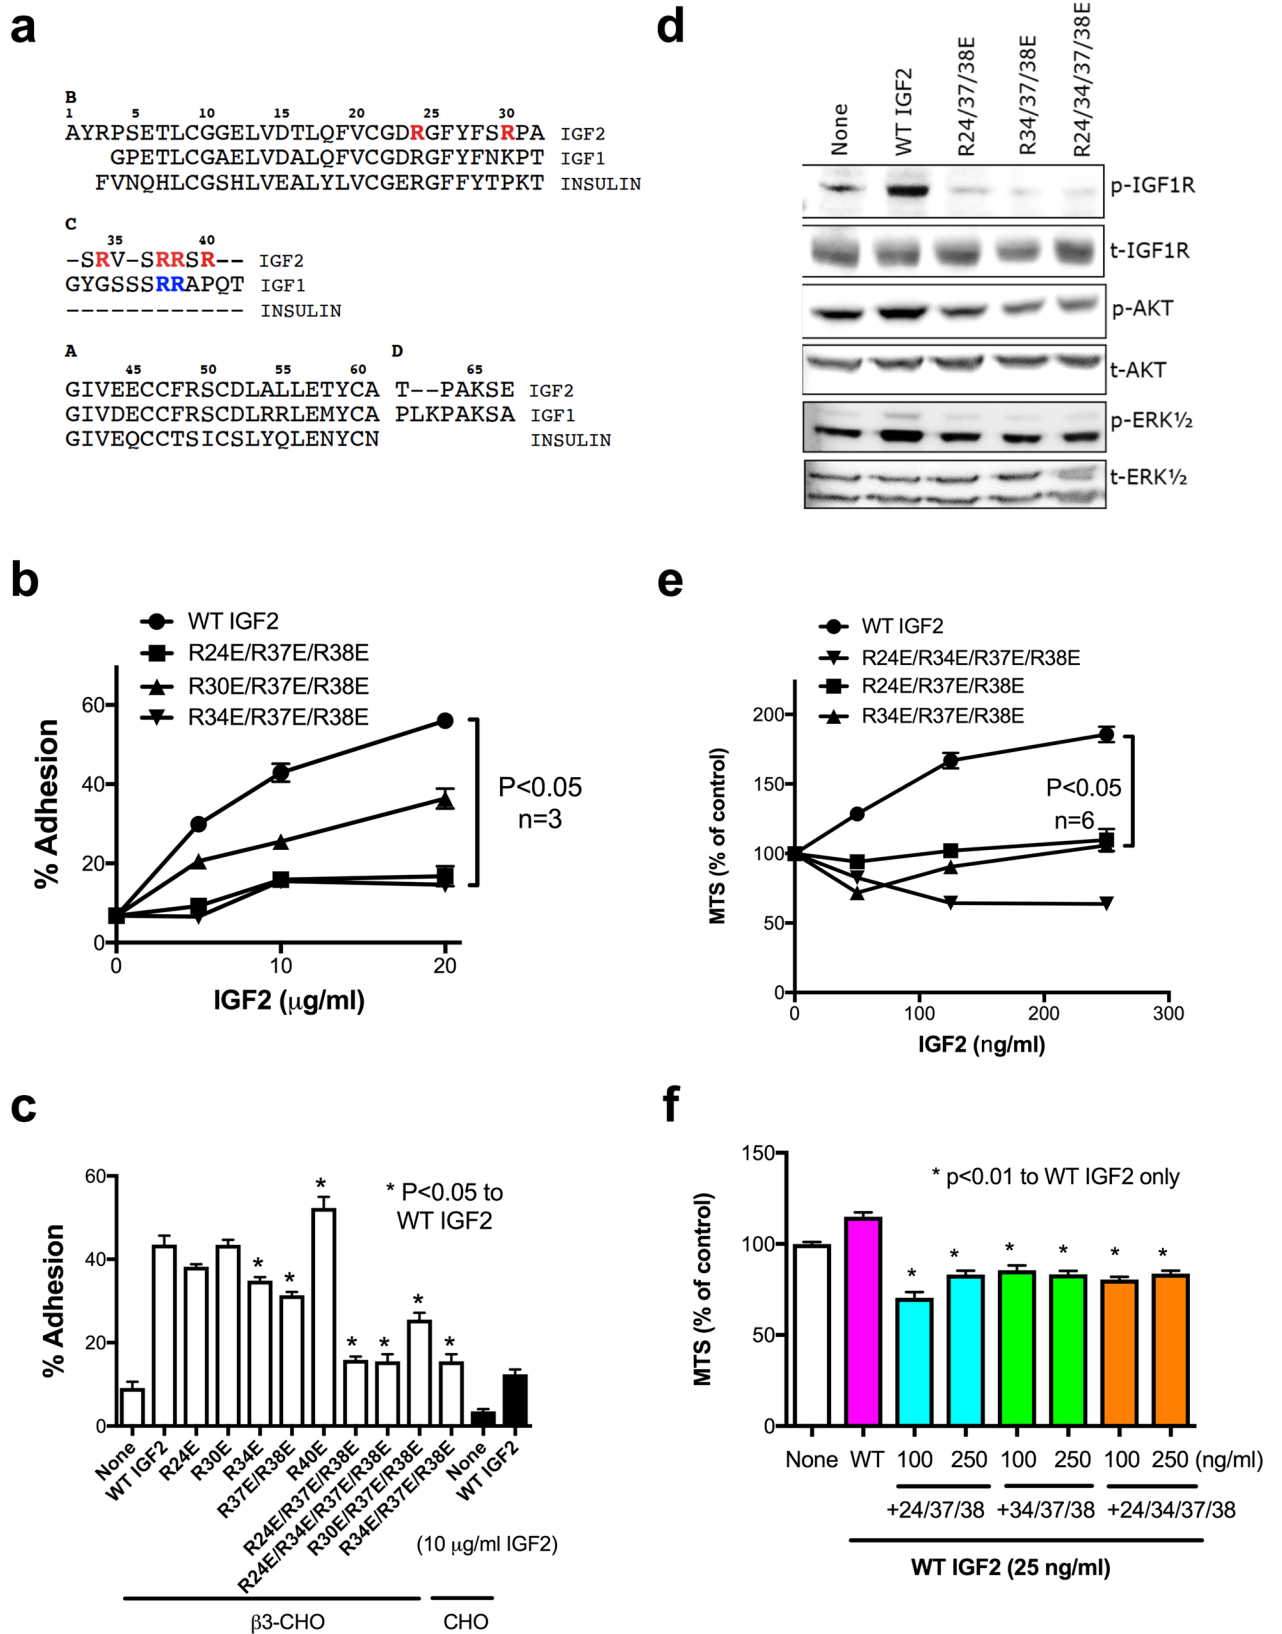 a
B
1 5 10 15 20 25 30
AYRPSETLCGGELVDTLQFVCGDRGFYFSRPA IGF2
GPETLCGAELVDALQFVCGDRGFYFNKPT IGF1
FVNQHLCGSHLVEALYLVCGERGFFYTPKT INSULIN
C
35 40
-SRV-SRRSR-- IGF2
GYGSSSRRAPQT IGF1
------------ INSULIN
A D
45 50 55 60 65
GIVEECCFRSCDLALLETYCA T--PAKSE IGF2
GIVDECCFRSCDLRRLEMYCA PLKPAKSA IGF1
GIVEQCCTSICSLYQLENYCN INSULIN
d
None
WT IGF2
R24/37/38E
R34/37/38E
R24/34/37/38E
p-IGF1R
t-IGF1R
p-AKT
t-AKT
p-ERK½
t-ERK½
b
WT IGF2
R24E/R37E/R38E
R30E/R37E/R38E
R34E/R37E/R38E
% Adhesion
60
40
20
0
P<0.05
n=3
0 10 20
IGF2 (μg/ml)
e
WT IGF2
R24E/R34E/R37E/R38E
R24E/R37E/R38E
R34E/R37E/R38E
MTS (% of control)
200
150
100
50
0
P<0.05
n=6
0 100 200 300
IGF2 (ng/ml)
c
% Adhesion
60
40
20
0
* P<0.05 to
WT IGF2
* * * * * * *
None
WT IGF2
R24E
R30E
R34E
R37E/R38E
R40E
R24E/R37E/R38E
R24E/R34E/R37E/R38E
R30E/R37E/R38E
R34E/R37E/R38E
None
WT IGF2
(10 μg/ml IGF2)
β3-CHO CHO
f
MTS (% of control)
150
100
50
0
* p<0.01 to WT IGF2 only
* * * * * *
None WT 100 250 100 250 100 250 (ng/ml)
+24/37/38 +34/37/38 +24/34/37/38
WT IGF2 (25 ng/ml)